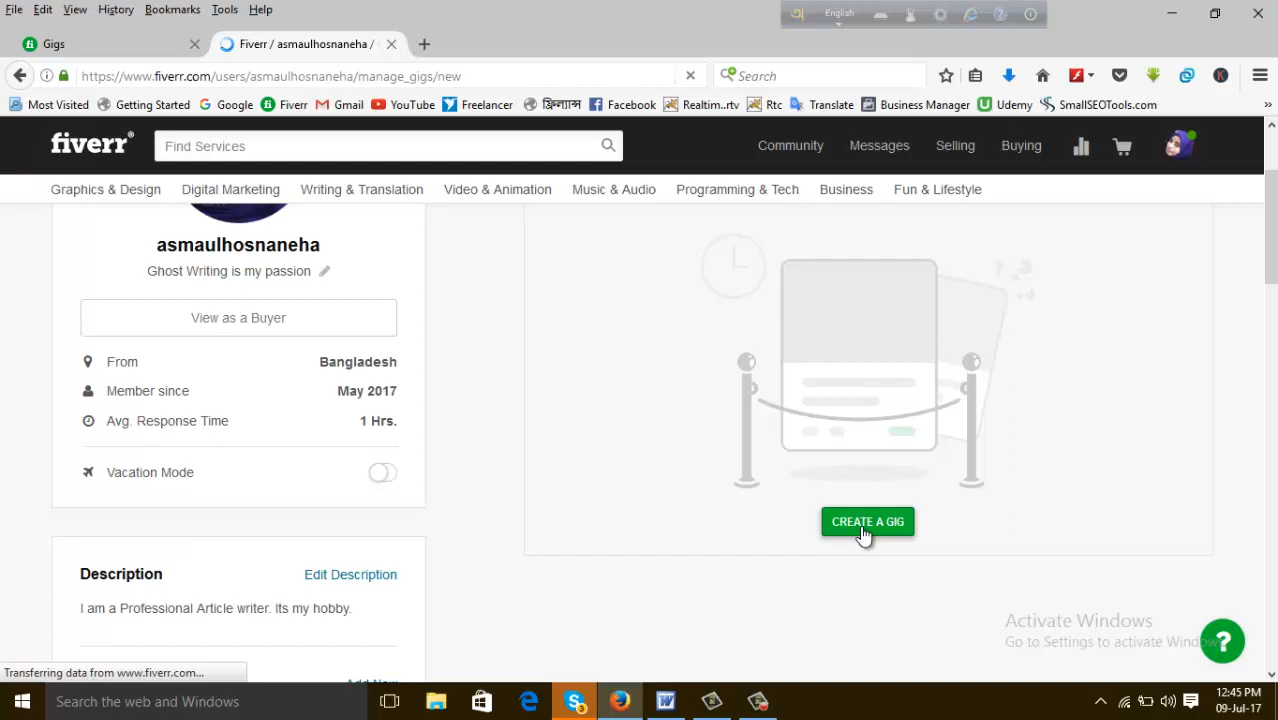 File Edit View History Bookmarks Tools Help
English
Gigs
Fiverr / asmaulhosnaneha /
https://www.fiverr.com/users/asmaulhosnaneha/manage_gigs/new
Search
Most Visited Getting Started Google Fiverr Gmail YouTube Freelancer Facebook Realtim..rtv Rtc Translate Business Manager Udemy SmallSEOTools.com
fiverr®
Find Services
Community Messages Selling Buying
Graphics & Design Digital Marketing Writing & Translation Video & Animation Music & Audio Programming & Tech Business Fun & Lifestyle
asmaulhosnaneha
Ghost Writing is my passion
View as a Buyer
From Bangladesh
Member since May 2017
Avg. Response Time 1 Hrs.
Vacation Mode
CREATE A GIG
Description Edit Description
I am a Professional Article writer. Its my hobby.
Activate Windows
Go to Settings to activate Windows
?
Transferring data from www.fiverr.com...
Add New
Search the web and Windows
12:45 PM
09-Jul-17